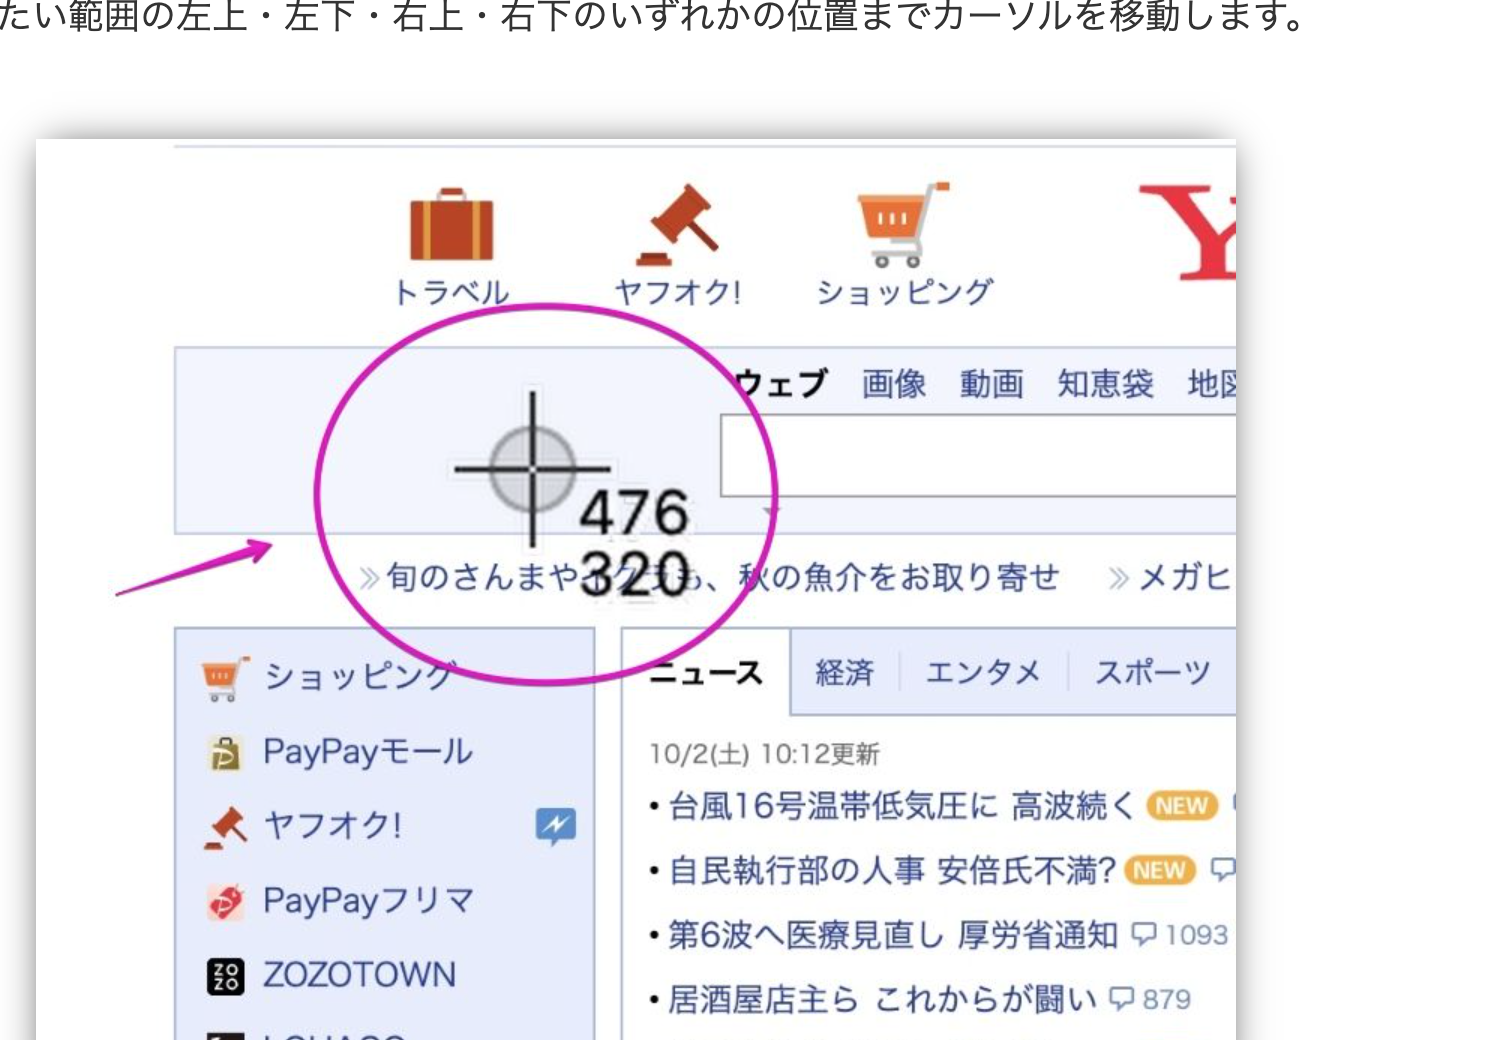 たい範囲の左上・左下・右上・右下のいずれかの位置までカーソルを移動します。
トラベル ヤフオク! ショッピング Y
ウェブ 画像 動画 知恵袋 地図
476
320
»旬のさんまや も、秋の魚介をお取り寄せ »メガヒ
ショッピング
PayPayモール
ヤフオク!
PayPayフリマ
ZOZO
ZOZOTOWN
LOHACO
ニュース 経済 エンタメ スポーツ
10/2(土) 10:12更新
•台風16号温帯低気圧に 高波続く NEW
•自民執行部の人事 安倍氏不満? NEW
•第6波へ医療見直し 厚労省通知 1093
•居酒屋店主ら これからが闘い 879